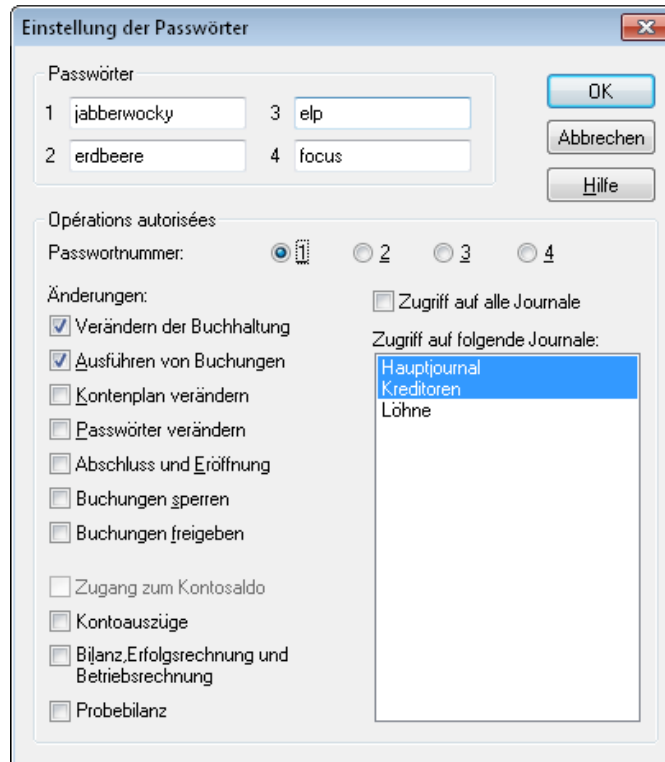 Einstellung der Passwörter
Passwörter
1 jabberwocky 3 elp
2 erdbeere 4 focus
OK
Abbrechen
Hilfe
Opérations autorisées
Passwortnummer: 1 2 3 4
Änderungen:
Verändern der Buchhaltung
Ausführen von Buchungen
Kontenplan verändern
Passwörter verändern
Abschluss und Eröffnung
Buchungen sperren
Buchungen freigeben
Zugang zum Kontosaldo
Kontoauszüge
Bilanz,Erfolgsrechnung und
Betriebsrechnung
Probebilanz
Zugriff auf alle Journale
Zugriff auf folgende Journale:
Hauptjournal
Kreditoren
Löhne